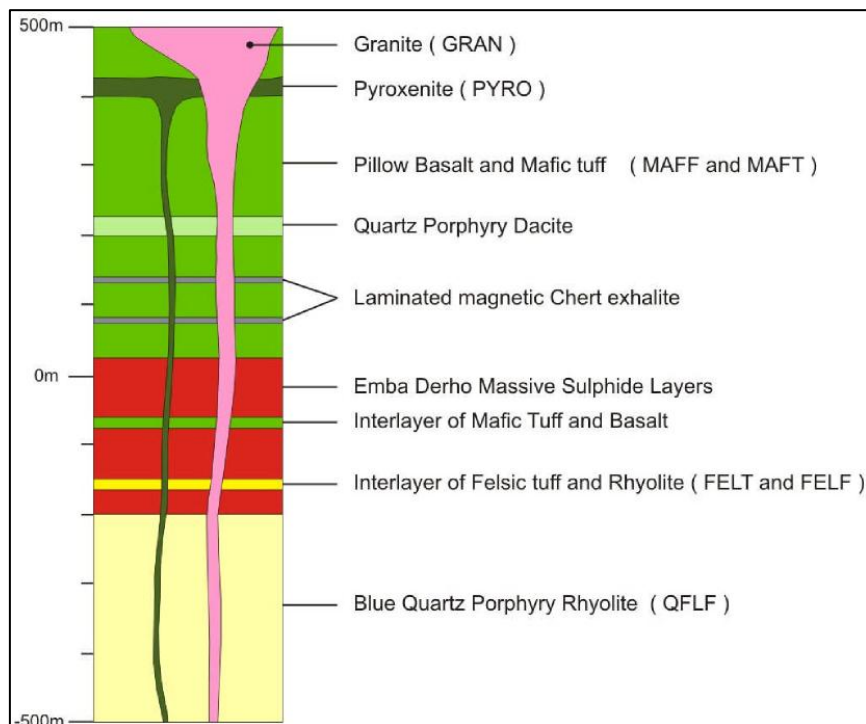 500m
Granite ( GRAN )
Pyroxenite ( PYRO )
Pillow Basalt and Mafic tuff ( MAFF and MAFT )
Quartz Porphyry Dacite
Laminated magnetic Chert exhalite
0m
Emba Derho Massive Sulphide Layers
Interlayer of Mafic Tuff and Basalt
Interlayer of Felsic tuff and Rhyolite ( FELT and FELF )
Blue Quartz Porphyry Rhyolite ( QFLF )
-500m